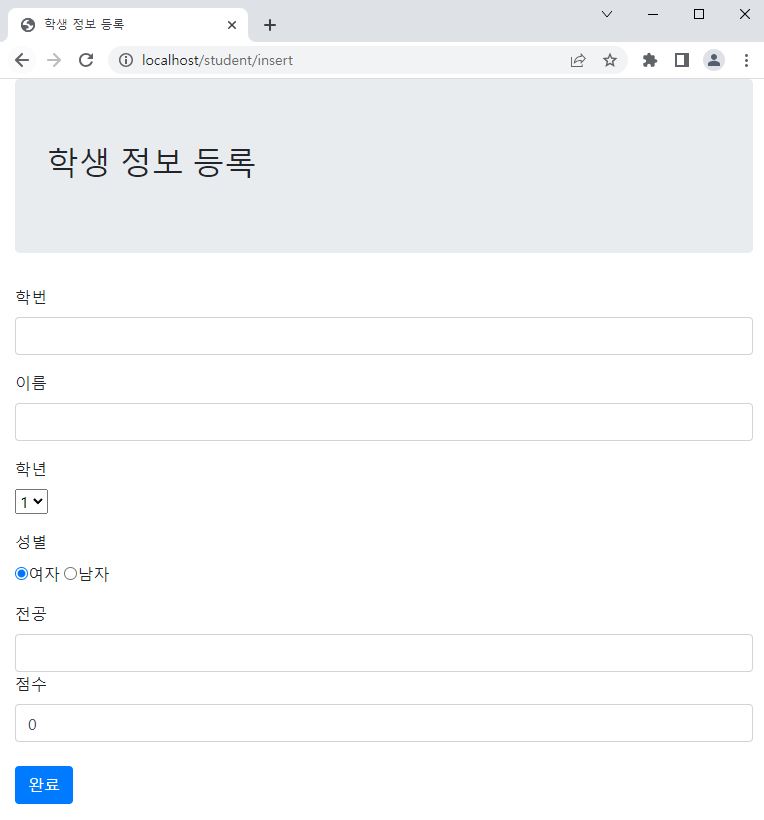 학생 정보 등록
localhost/student/insert
학생 정보 등록
학번
이름
학년
1
성별
여자 남자
전공
점수
0
완료